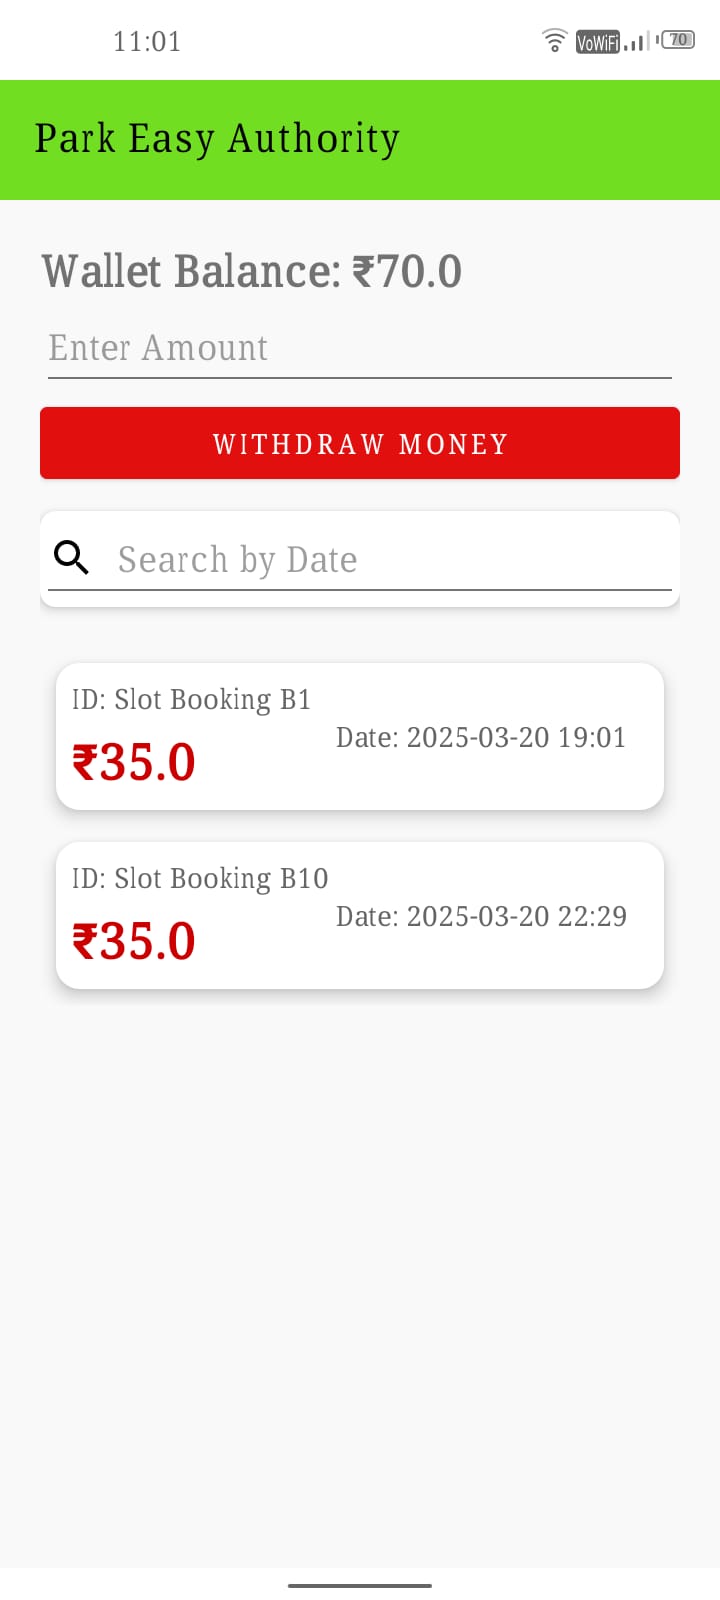 11:01
VoWiFi 70
Park Easy Authority
Wallet Balance: ₹70.0
Enter Amount
WITHDRAW MONEY
Search by Date
ID: Slot Booking B1
Date: 2025-03-20 19:01
₹35.0
ID: Slot Booking B10
Date: 2025-03-20 22:29
₹35.0